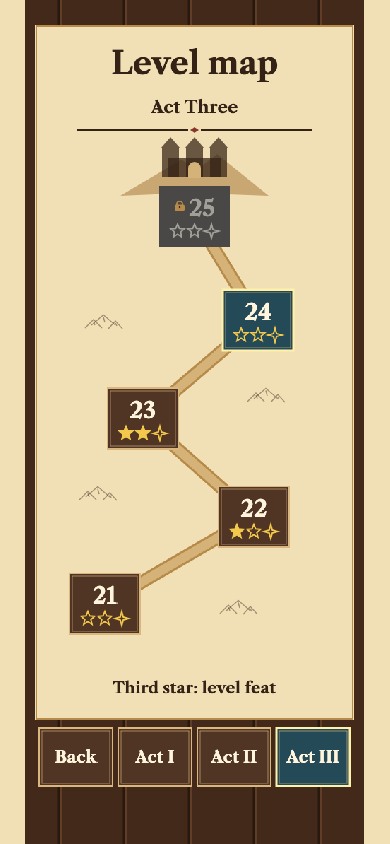 Level map
Act Three
25
24
23
22
21
Third star: level feat
Back
Act I
Act II
Act III